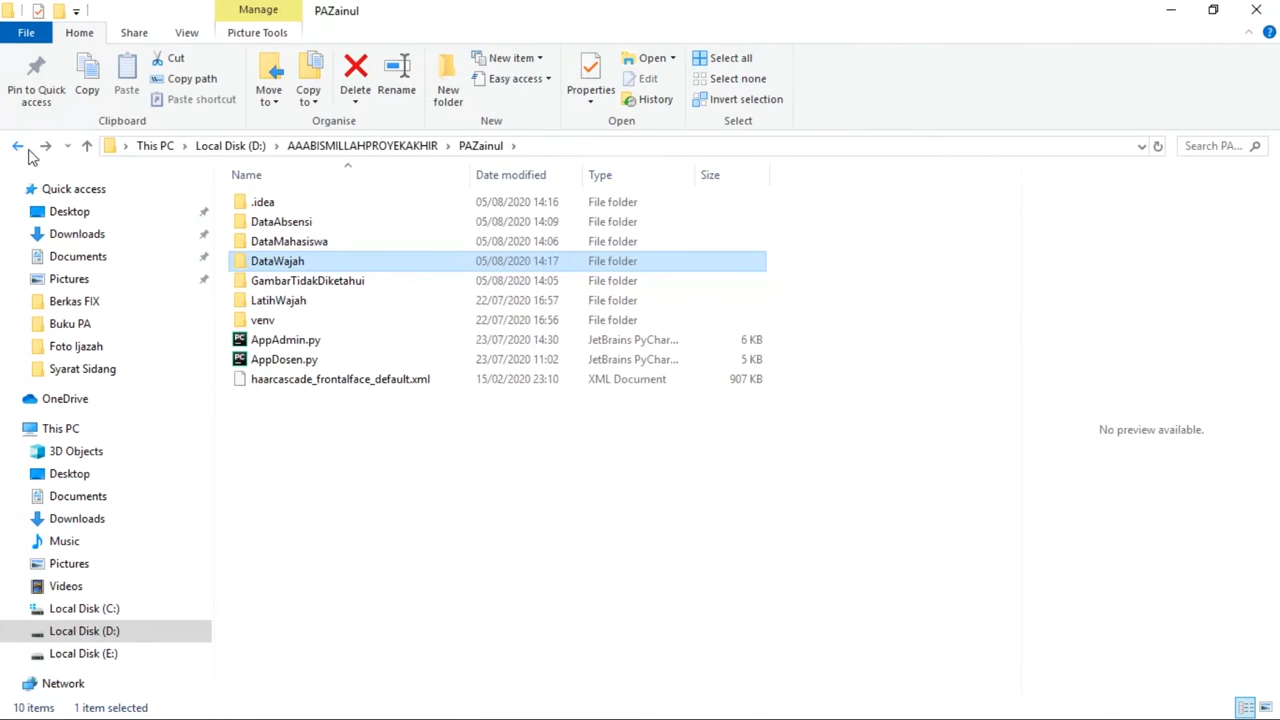 Manage
PAZainul
File
Home
Share
View
Picture Tools
Pin to Quick access
Copy
Paste
Cut
Copy path
Paste shortcut
Clipboard
Move to
Copy to
Delete
Rename
Organise
New folder
New item
Easy access
New
Properties
Open
Edit
History
Open
Select all
Select none
Invert selection
Select
This PC
Local Disk (D:)
AAABISMILLAHPROYEKAKHIR
PAZainul
Search PA...
Quick access
Desktop
Downloads
Documents
Pictures
Berkas FIX
Buku PA
Foto Ijazah
Syarat Sidang
OneDrive
This PC
3D Objects
Desktop
Documents
Downloads
Music
Pictures
Videos
Local Disk (C:)
Local Disk (D:)
Local Disk (E:)
Network
Name Date modified Type Size
.idea 05/08/2020 14:16 File folder
DataAbsensi 05/08/2020 14:09 File folder
DataMahasiswa 05/08/2020 14:06 File folder
DataWajah 05/08/2020 14:17 File folder
GambarTidakDiketahui 05/08/2020 14:05 File folder
LatihWajah 22/07/2020 16:57 File folder
venv 22/07/2020 16:56 File folder
PC AppAdmin.py 23/07/2020 14:30 JetBrains PyChar... 6 KB
PC AppDosen.py 23/07/2020 11:02 JetBrains PyChar... 5 KB
haarcascade_frontalface_default.xml 15/02/2020 23:10 XML Document 907 KB
No preview available.
10 items 1 item selected